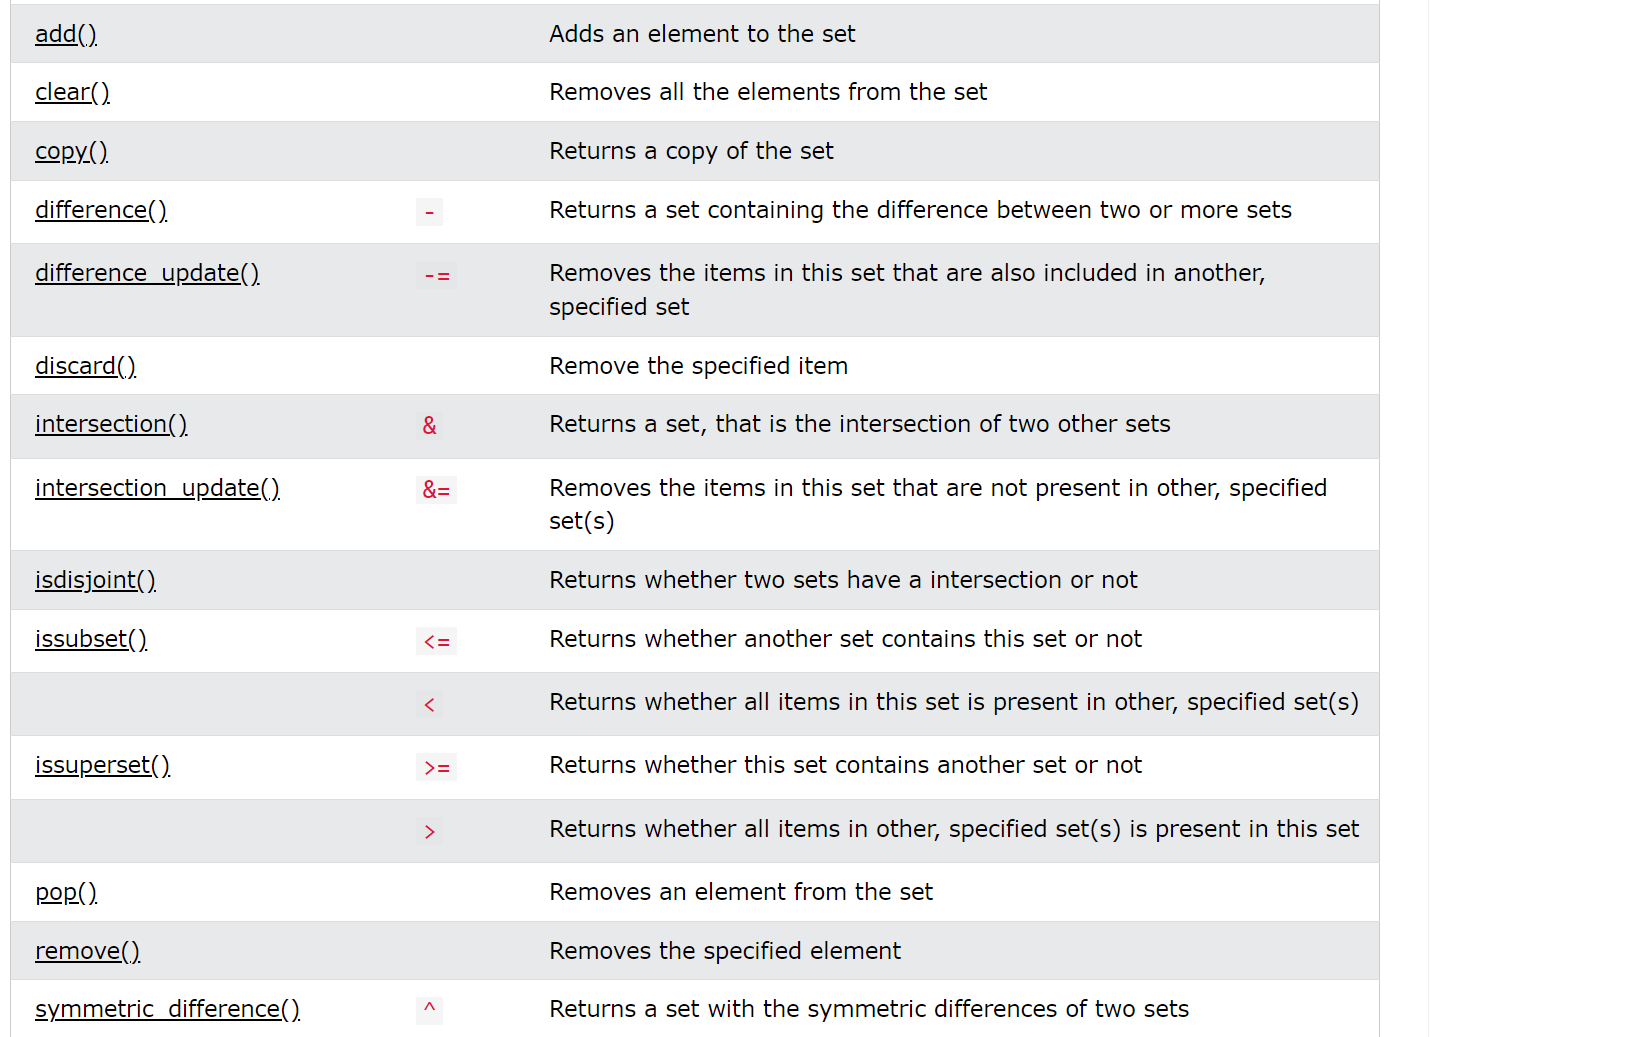 add() Adds an element to the set
clear() Removes all the elements from the set
copy() Returns a copy of the set
difference() - Returns a set containing the difference between two or more sets
difference_update() -= Removes the items in this set that are also included in another,
specified set
discard() Remove the specified item
intersection() & Returns a set, that is the intersection of two other sets
intersection_update() &= Removes the items in this set that are not present in other, specified
set(s)
isdisjoint() Returns whether two sets have a intersection or not
issubset() <= Returns whether another set contains this set or not
< Returns whether all items in this set is present in other, specified set(s)
issuperset() >= Returns whether this set contains another set or not
> Returns whether all items in other, specified set(s) is present in this set
pop() Removes an element from the set
remove() Removes the specified element
symmetric_difference() ^ Returns a set with the symmetric differences of two sets